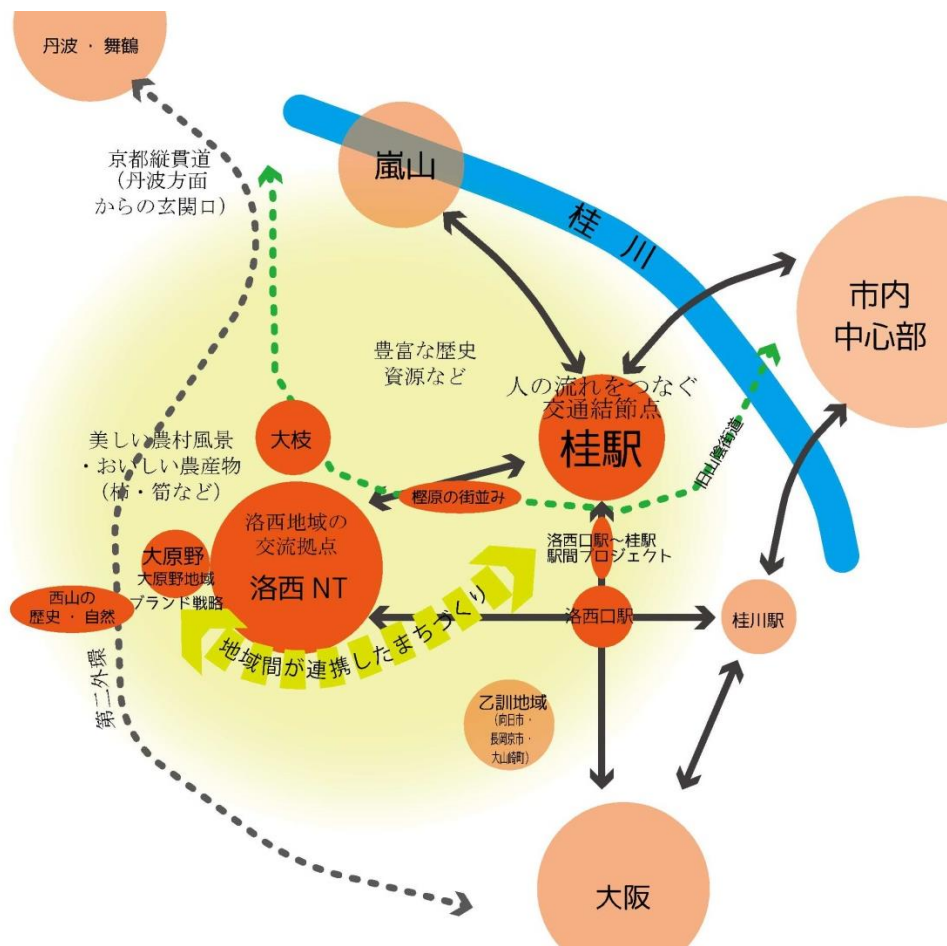 丹波 ・ 舞鶴
京都縦貫道
（丹波方面
からの玄関口）
嵐山
桂 川
市内
中心部
豊富な歴史
資源など
人の流れをつなぐ
交通結節点
桂駅
旧山陰街道
大枝
美しい農村風景
・おいしい農産物
（柿・筍など）
樫原の街並み
洛西地域の
交流拠点
洛西 NT
大原野
大原野地域
ブランド戦略
西山の
歴史 ・ 自然
洛西口駅～桂駅
駅間プロジェクト
洛西口駅
桂川駅
地域間が連携したまちづくり
第二外環
乙訓地域
（向日市・
長岡京市・
大山崎町）
大阪